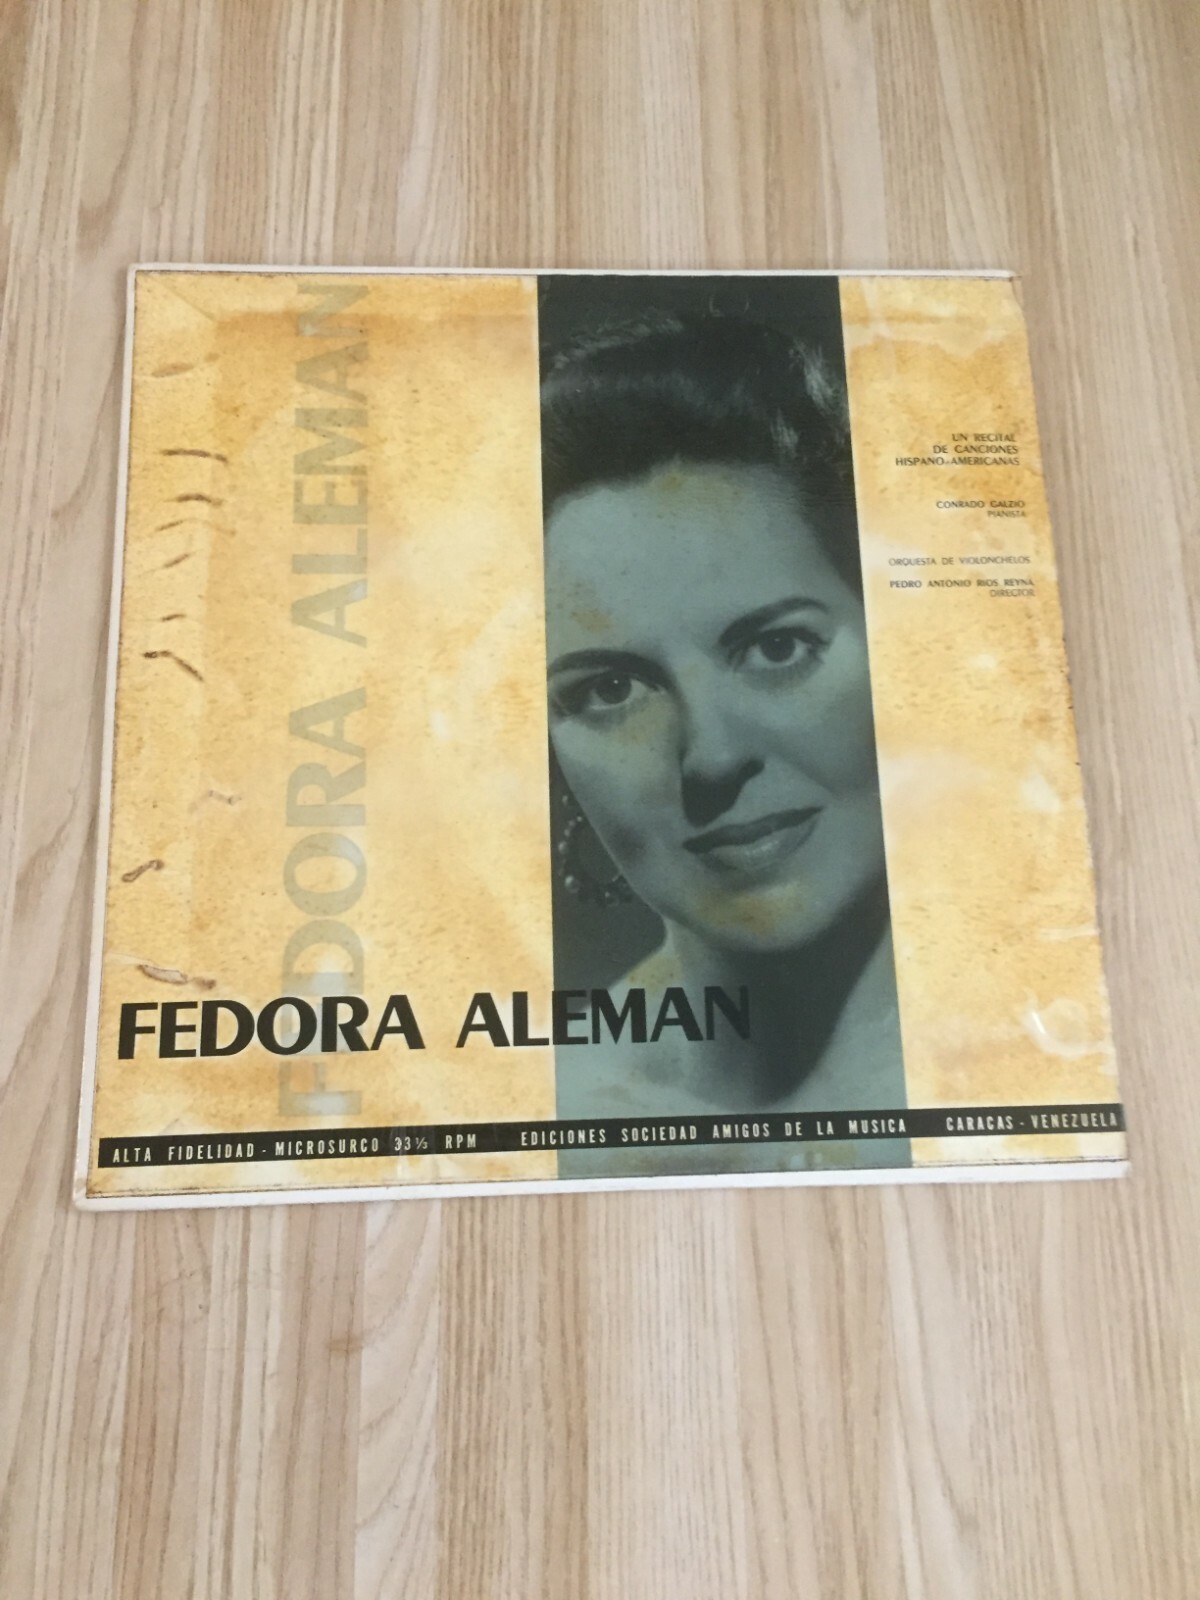 FEDORA ALEMAN
UN RECITAL
DE CANCIONES
HISPANO-AMERICANAS
CONRADO GALZIO
PIANISTA
ORQUESTA DE VIOLONCHELOS
PEDRO ANTONIO RIOS REYNA
DIRECTOR
FEDORA ALEMAN
ALTA FIDELIDAD - MICROSURCO 33⅓ RPM EDICIONES SOCIEDAD AMIGOS DE LA MUSICA CARACAS - VENEZUELA